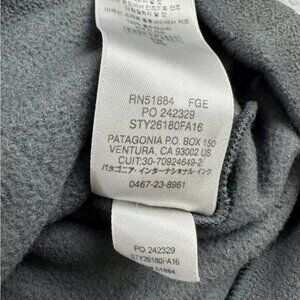 RN51884 FGE
PO 242329
STY26180FA16
PATAGONIA P.O. BOX 150
VENTURA, CA 93002 US
CUIT:30-70924649-2
パタゴニア・インターナショナル・インク
0467-23-8961
PO 242329
STY26180FA16
51884